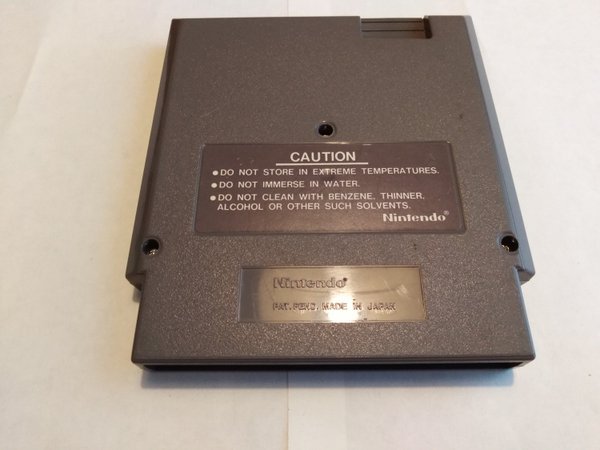 CAUTION
●DO NOT STORE IN EXTREME TEMPERATURES.
●DO NOT IMMERSE IN WATER.
●DO NOT CLEAN WITH BENZENE, THINNER,
ALCOHOL OR OTHER SUCH SOLVENTS.
Nintendo®
Nintendo®
PAT. PEND. MADE IN JAPAN